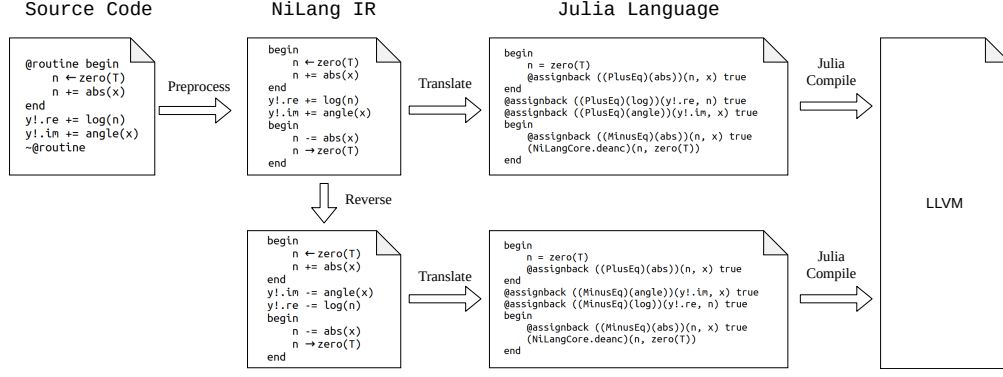 Source Code
NiLang IR
Julia Language
@routine begin
    n ←zero(T)
    n += abs(x)
end
y!.re += log(n)
y!.im += angle(x)
~@routine
Preprocess
begin
    n ←zero(T)
    n += abs(x)
end
y!.re += log(n)
y!.im += angle(x)
begin
    n -= abs(x)
    n →zero(T)
end
Translate
begin
    n = zero(T)
    @assignback ((PlusEq)(abs))(n, x) true
end
@assignback ((PlusEq)(log))(y!.re, n) true
@assignback ((PlusEq)(angle))(y!.im, x) true
begin
    @assignback ((MinusEq)(abs))(n, x) true
    (NiLangCore.deanc)(n, zero(T))
end
Julia
Compile
LLVM
Reverse
begin
    n ←zero(T)
    n += abs(x)
end
y!.im -= angle(x)
y!.re -= log(n)
begin
    n -= abs(x)
    n →zero(T)
end
Translate
begin
    n = zero(T)
    @assignback ((PlusEq)(abs))(n, x) true
end
@assignback ((MinusEq)(angle))(y!.im, x) true
@assignback ((MinusEq)(log))(y!.re, n) true
begin
    @assignback ((MinusEq)(abs))(n, x) true
    (NiLangCore.deanc)(n, zero(T))
end
Julia
Compile